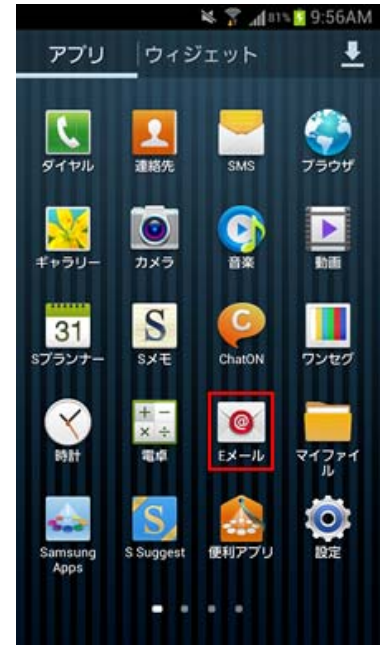 81% 9:56AM
アプリ ウィジェット
ダイヤル 連絡先 SMS ブラウザ
ギャラリー カメラ 音楽 動画
31
S
C
Sプランナー Sメモ ChatON ワンセグ
@
時計 電卓 Eメール マイファイ
ル
S
Samsung S Suggest 便利アプリ 設定
Apps